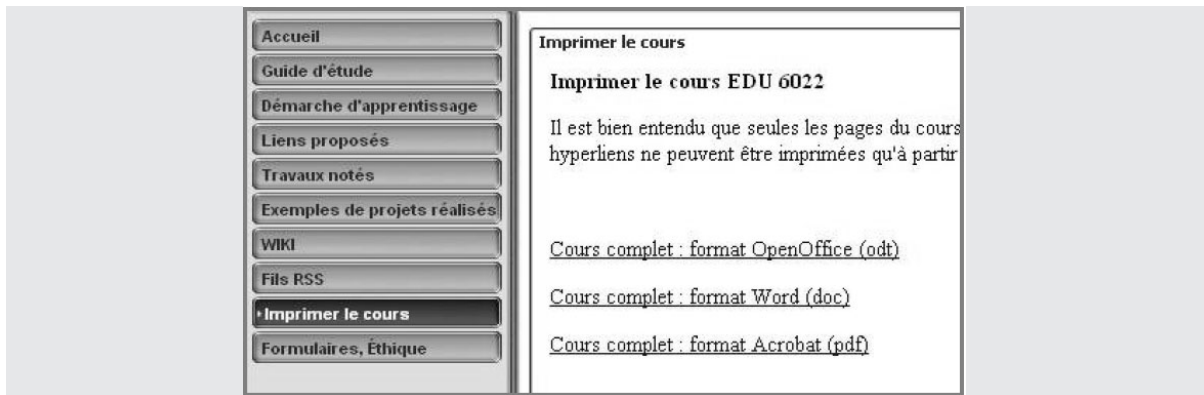 Accueil
Guide d'étude
Démarche d'apprentissage
Liens proposés
Travaux notés
Exemples de projets réalisés
WIKI
Fils RSS
Imprimer le cours
Formulaires, Éthique
Imprimer le cours
Imprimer le cours EDU 6022
Il est bien entendu que seules les pages du cours
hyperliens ne peuvent être imprimées qu'à partir
Cours complet : format OpenOffice (odt)
Cours complet : format Word (doc)
Cours complet : format Acrobat (pdf)